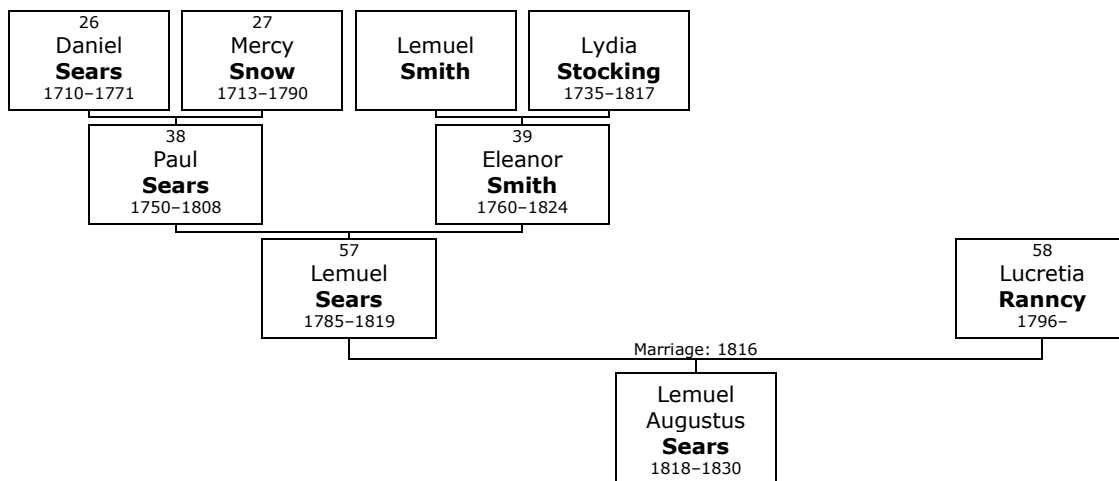 26
Daniel
Sears
1710–1771
27
Mercy
Snow
1713–1790
Lemuel
Smith
Lydia
Stocking
1735–1817
38
Paul
Sears
1750–1808
39
Eleanor
Smith
1760–1824
57
Lemuel
Sears
1785–1819
58
Lucretia
Ranncy
1796–
Marriage: 1816
Lemuel
Augustus
Sears
1818–1830